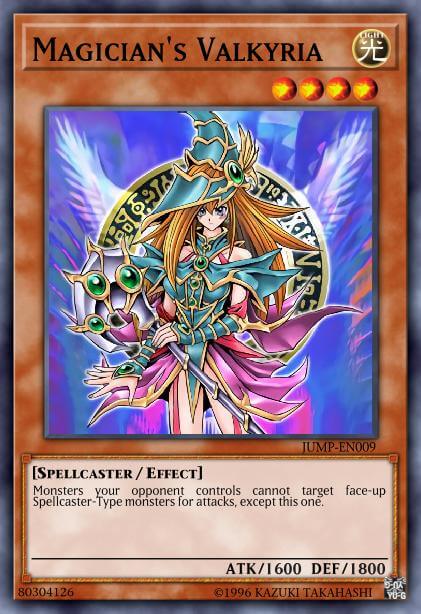 Magician's Valkyria
LIGHT
光
JUMP-EN009
[Spellcaster / Effect]
Monsters your opponent controls cannot target face-up
Spellcaster-Type monsters for attacks, except this one.
ATK/1600 DEF/1800
80304126
©1996 KAZUKI TAKAHASHI